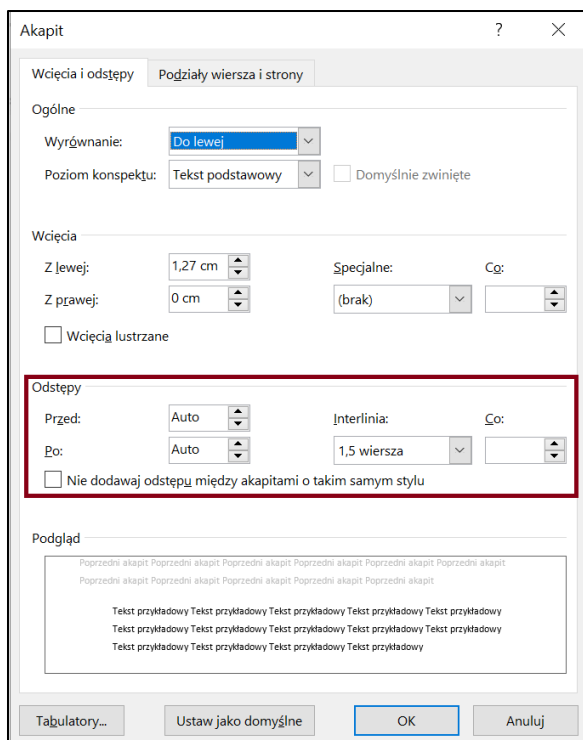 Akapit ?
Wcięcia i odstępy Podziały wiersza i strony
Ogólne
Wyrównanie: Do lewej
Poziom konspektu: Tekst podstawowy Domyślnie zwinięte
Wcięcia
Z lewej: 1,27 cm Specjalne: Co:
Z prawej: 0 cm (brak)
Wcięcia lustrzane
Odstępy
Przed: Auto Interlinia: Co:
Po: Auto 1,5 wiersza
Nie dodawaj odstępu między akapitami o takim samym stylu
Podgląd
Poprzedni akapit Poprzedni akapit Poprzedni akapit Poprzedni akapit Poprzedni akapit Poprzedni akapit
Poprzedni akapit Poprzedni akapit Poprzedni akapit Poprzedni akapit Poprzedni akapit
Tekst przykładowy Tekst przykładowy Tekst przykładowy Tekst przykładowy Tekst przykładowy
Tekst przykładowy Tekst przykładowy Tekst przykładowy Tekst przykładowy Tekst przykładowy
Tekst przykładowy Tekst przykładowy Tekst przykładowy Tekst przykładowy
Tabulatory... Ustaw jako domyślne OK Anuluj